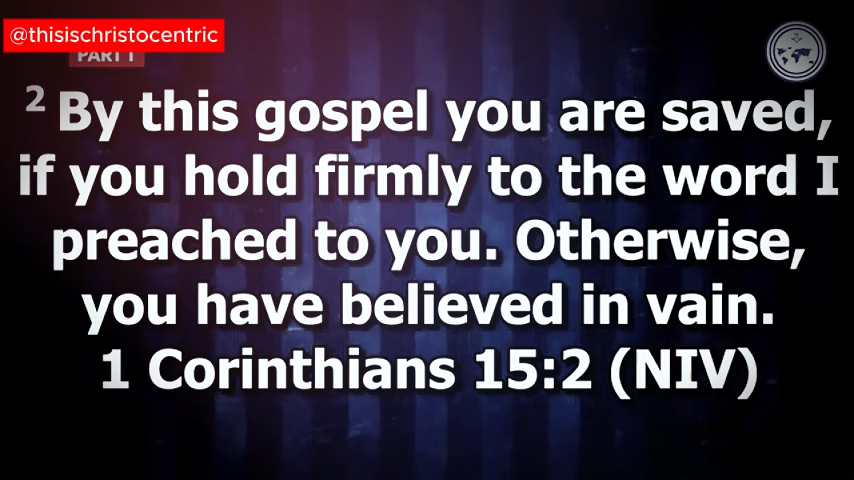 @thisischristocentric
PART 1
2 By this gospel you are saved,
if you hold firmly to the word I
preached to you. Otherwise,
you have believed in vain.
1 Corinthians 15:2 (NIV)